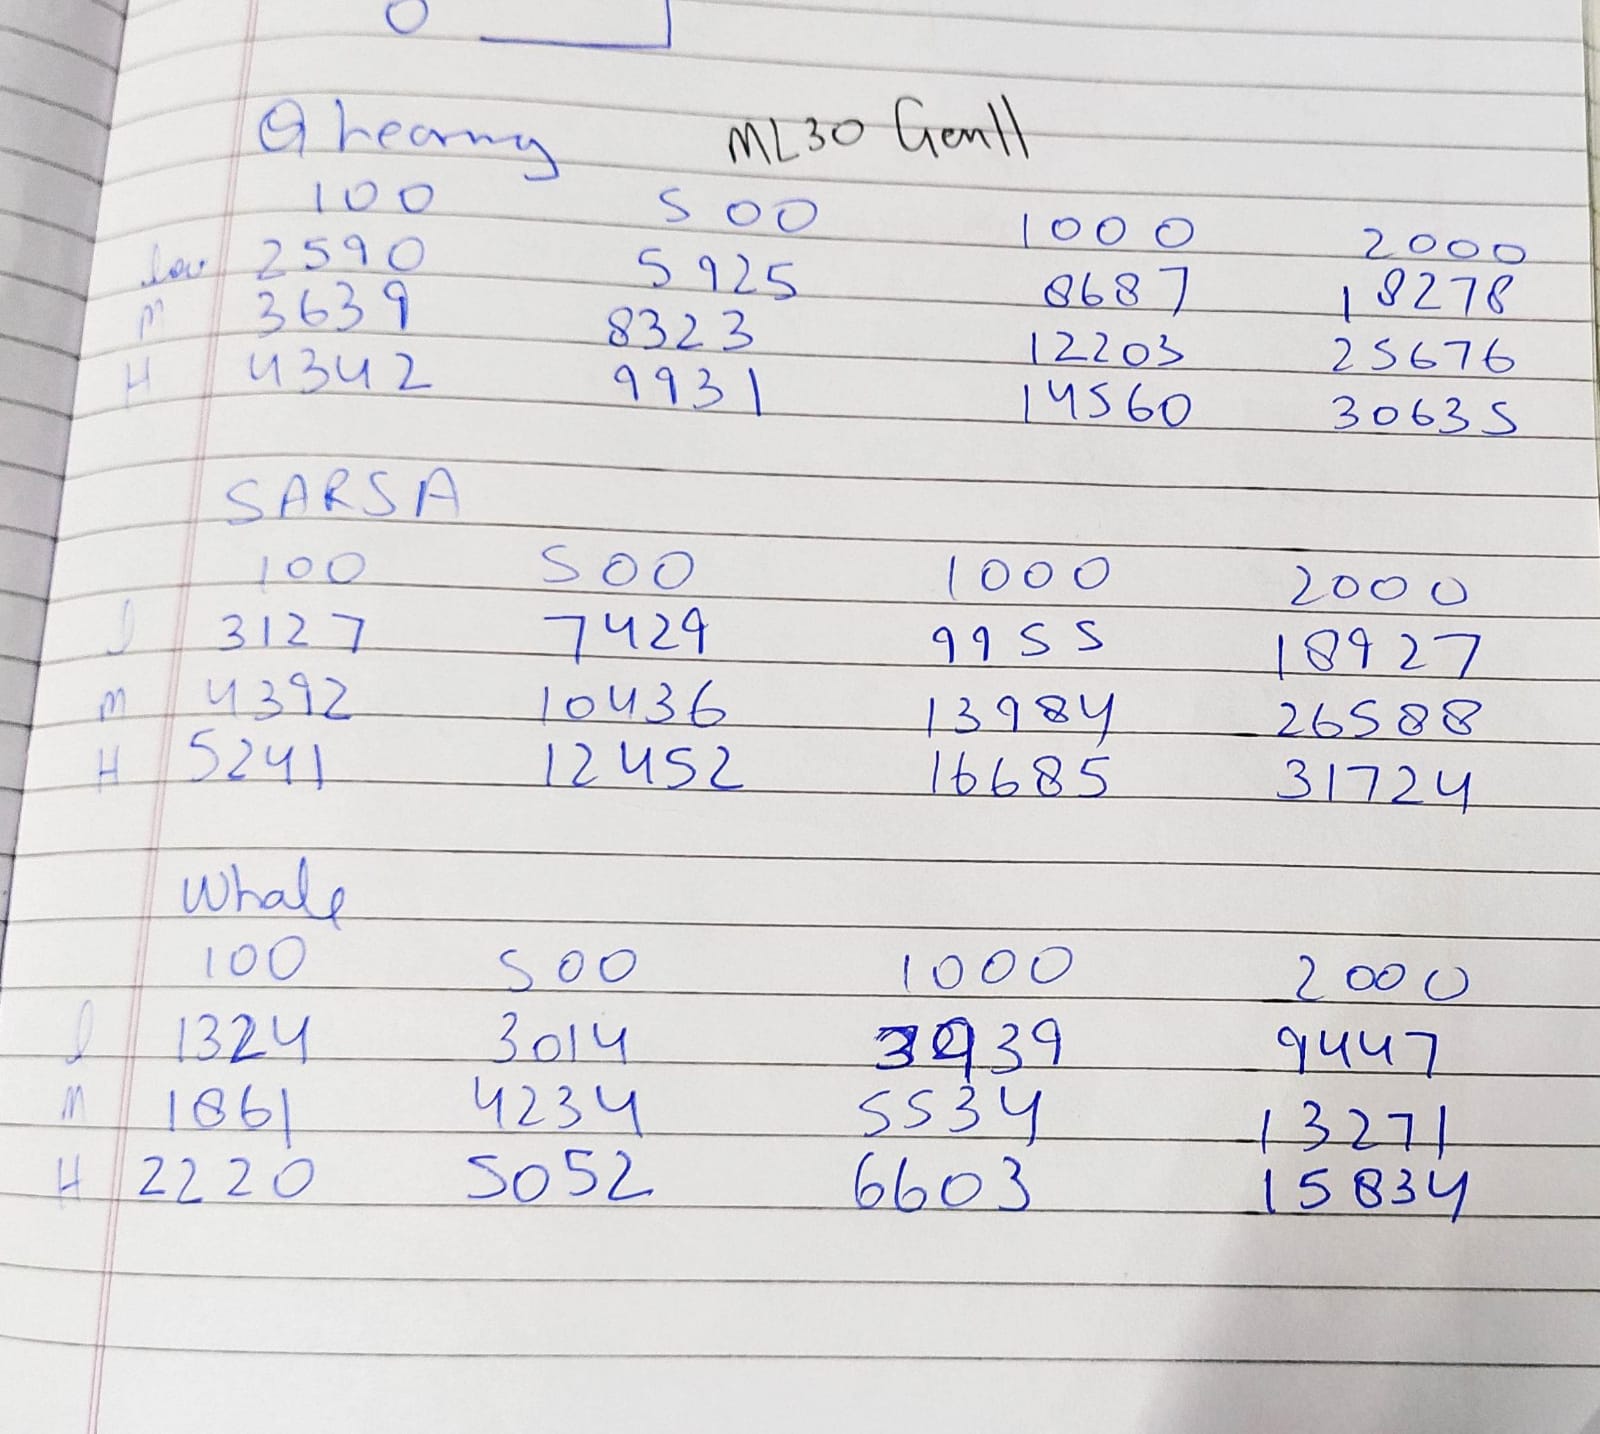 Q Learning ML30 Gen11
100 500 1000 2000
low 2590 5925 8687 18278
M 3639 8323 12203 25676
H 4342 9931 14560 30635
SARSA
100 500 1000 2000
l 3127 7429 9955 18927
m 4392 10436 13984 26588
H 5241 12452 16685 31724
Whale
100 500 1000 2000
l 1324 3014 3939 9447
M 1861 4234 5534 13271
H 2220 5052 6603 15834